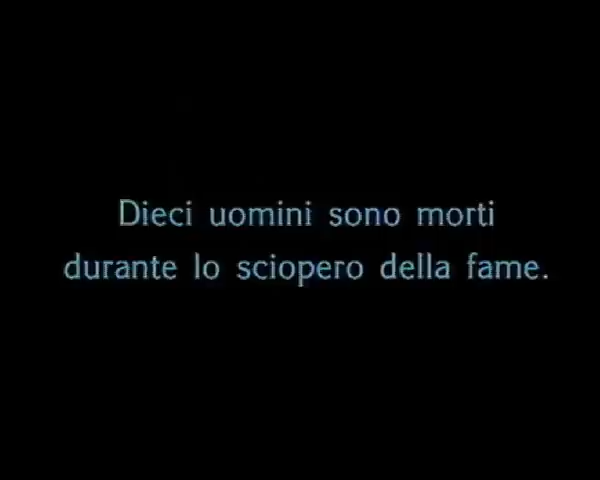 Dieci uomini sono morti
durante lo sciopero della fame.